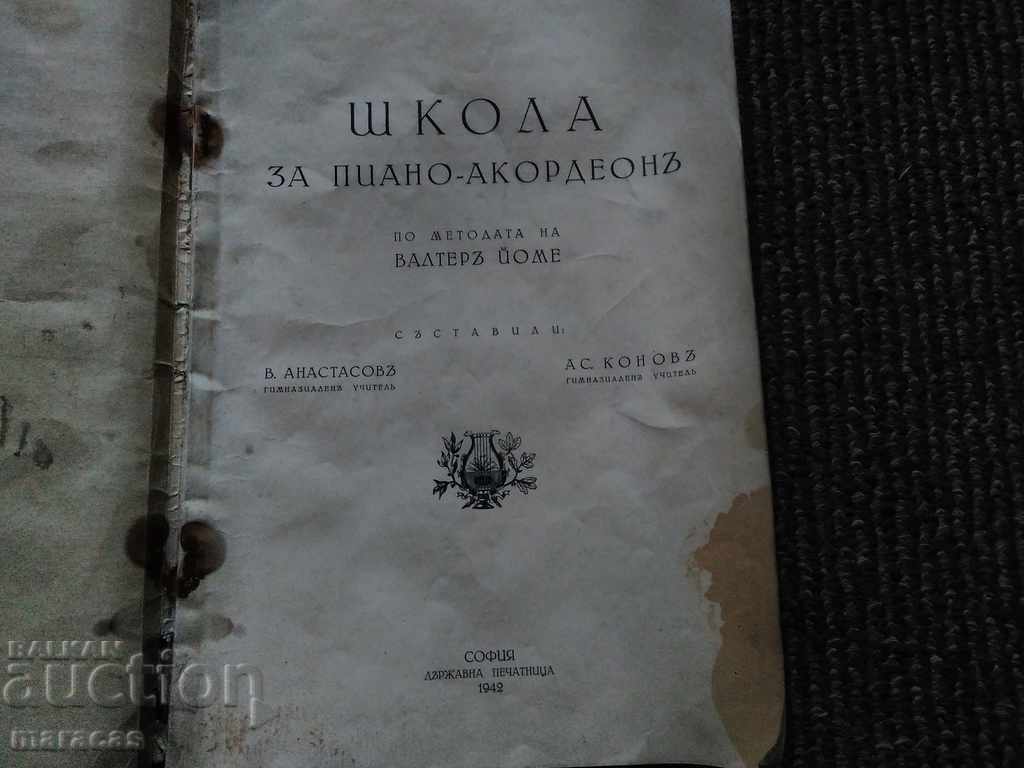 ШКОЛА
ЗА ПИАНО-АКОРДЕОНЪ
ПО МЕТОДАТА НА
ВАЛТЕРЪ ЙОМЕ
СЪСТАВИЛИ:
В. АНАСТАСОВЪ
ГИМНАЗИАЛЕНЪ УЧИТЕЛЬ
АС. КОНОВЪ
ГИМНАЗИАЛЕНЪ УЧИТЕЛЬ
СОФИЯ
ДЪРЖАВНА ПЕЧАТНИЦА
1942
BALKAN
auction
maracas